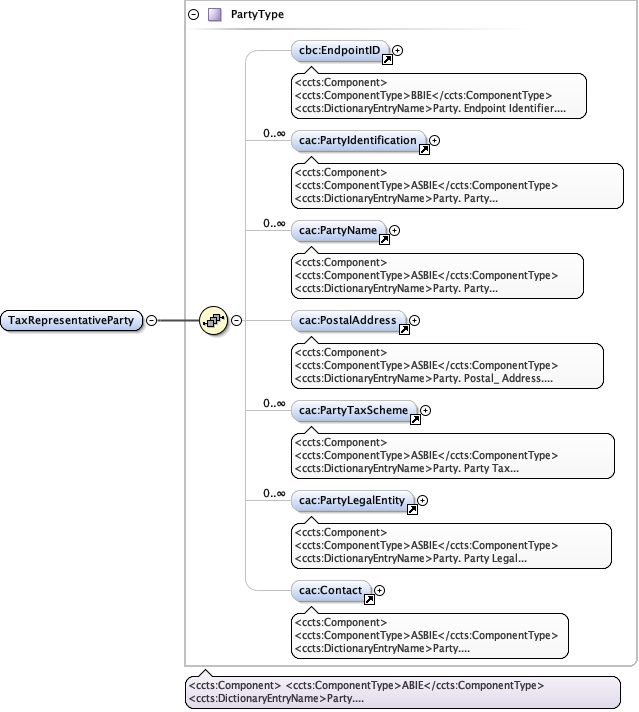 PartyType
cbc:EndpointID
<ccts:Component>
<ccts:ComponentType>BBIE</ccts:ComponentType>
<ccts:DictionaryEntryName>Party. Endpoint Identifier....
0..∞
cac:PartyIdentification
<ccts:Component>
<ccts:ComponentType>ASBIE</ccts:ComponentType>
<ccts:DictionaryEntryName>Party. Party...
0..∞
cac:PartyName
<ccts:Component>
<ccts:ComponentType>ASBIE</ccts:ComponentType>
<ccts:DictionaryEntryName>Party. Party...
TaxRepresentativeParty
cac:PostalAddress
<ccts:Component>
<ccts:ComponentType>ASBIE</ccts:ComponentType>
<ccts:DictionaryEntryName>Party. Postal_ Address....
0..∞
cac:PartyTaxScheme
<ccts:Component>
<ccts:ComponentType>ASBIE</ccts:ComponentType>
<ccts:DictionaryEntryName>Party. Party Tax...
0..∞
cac:PartyLegalEntity
<ccts:Component>
<ccts:ComponentType>ASBIE</ccts:ComponentType>
<ccts:DictionaryEntryName>Party. Party Legal...
cac:Contact
<ccts:Component>
<ccts:ComponentType>ASBIE</ccts:ComponentType>
<ccts:DictionaryEntryName>Party....
<ccts:Component> <ccts:ComponentType>ABIE</ccts:ComponentType>
<ccts:DictionaryEntryName>Party....